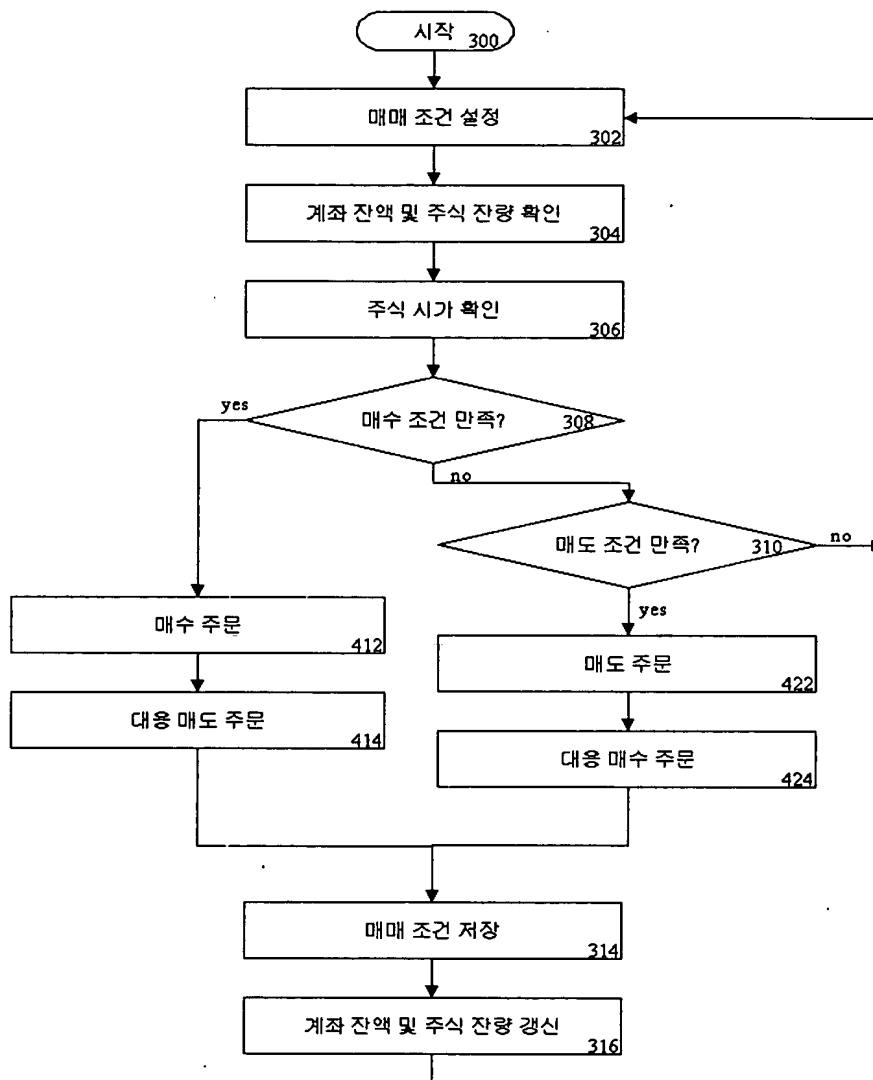 시작
300
매매 조건 설정
302
계좌 잔액 및 주식 잔량 확인
304
주식 시가 확인
306
yes
매수 조건 만족?
308
no
매도 조건 만족?
310
no
yes
매수 주문
412
매도 주문
422
대용 매도 주문
414
대용 매수 주문
424
매매 조건 저장
314
계좌 잔액 및 주식 잔량 갱신
316